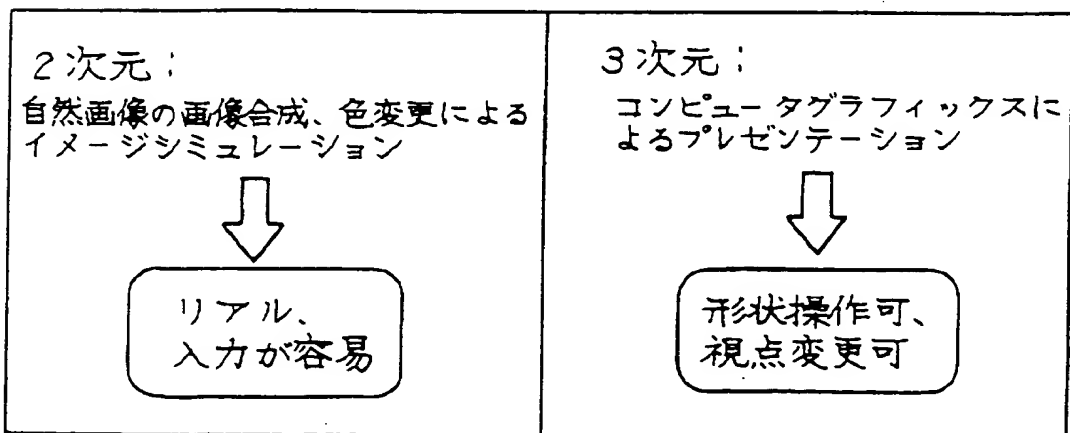 2次元;
自然画像の画像合成、色変更による
イメージシミュレーション
リアル、
入力が容易
3次元;
コンピュータグラフィックスに
よるプレゼンテーション
形状操作可、
視点変更可